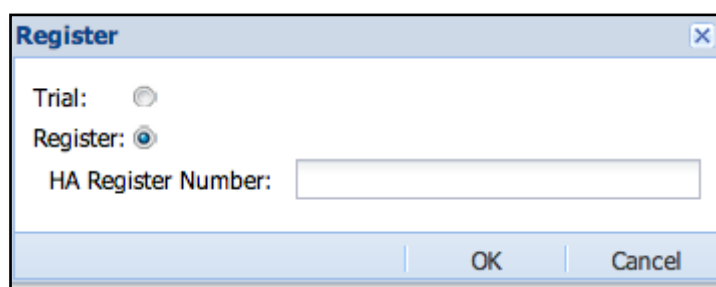 Register
Trial:
Register:
HA Register Number:
OK Cancel